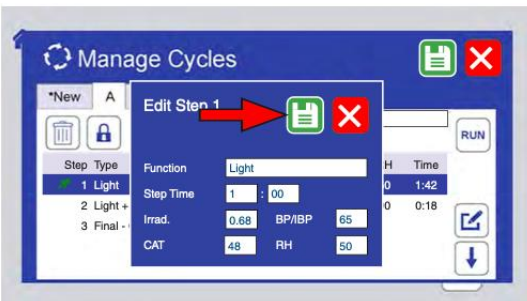 Manage Cycles
*New A
Edit Step 1
RUN
Step Type H Time
Function Light
1 Light 0 1:42
Step Time 1 : 00
2 Light + 0 0:18
Irrad. 0.68 BP/IBP 65
3 Final -
CAT 48 RH 50